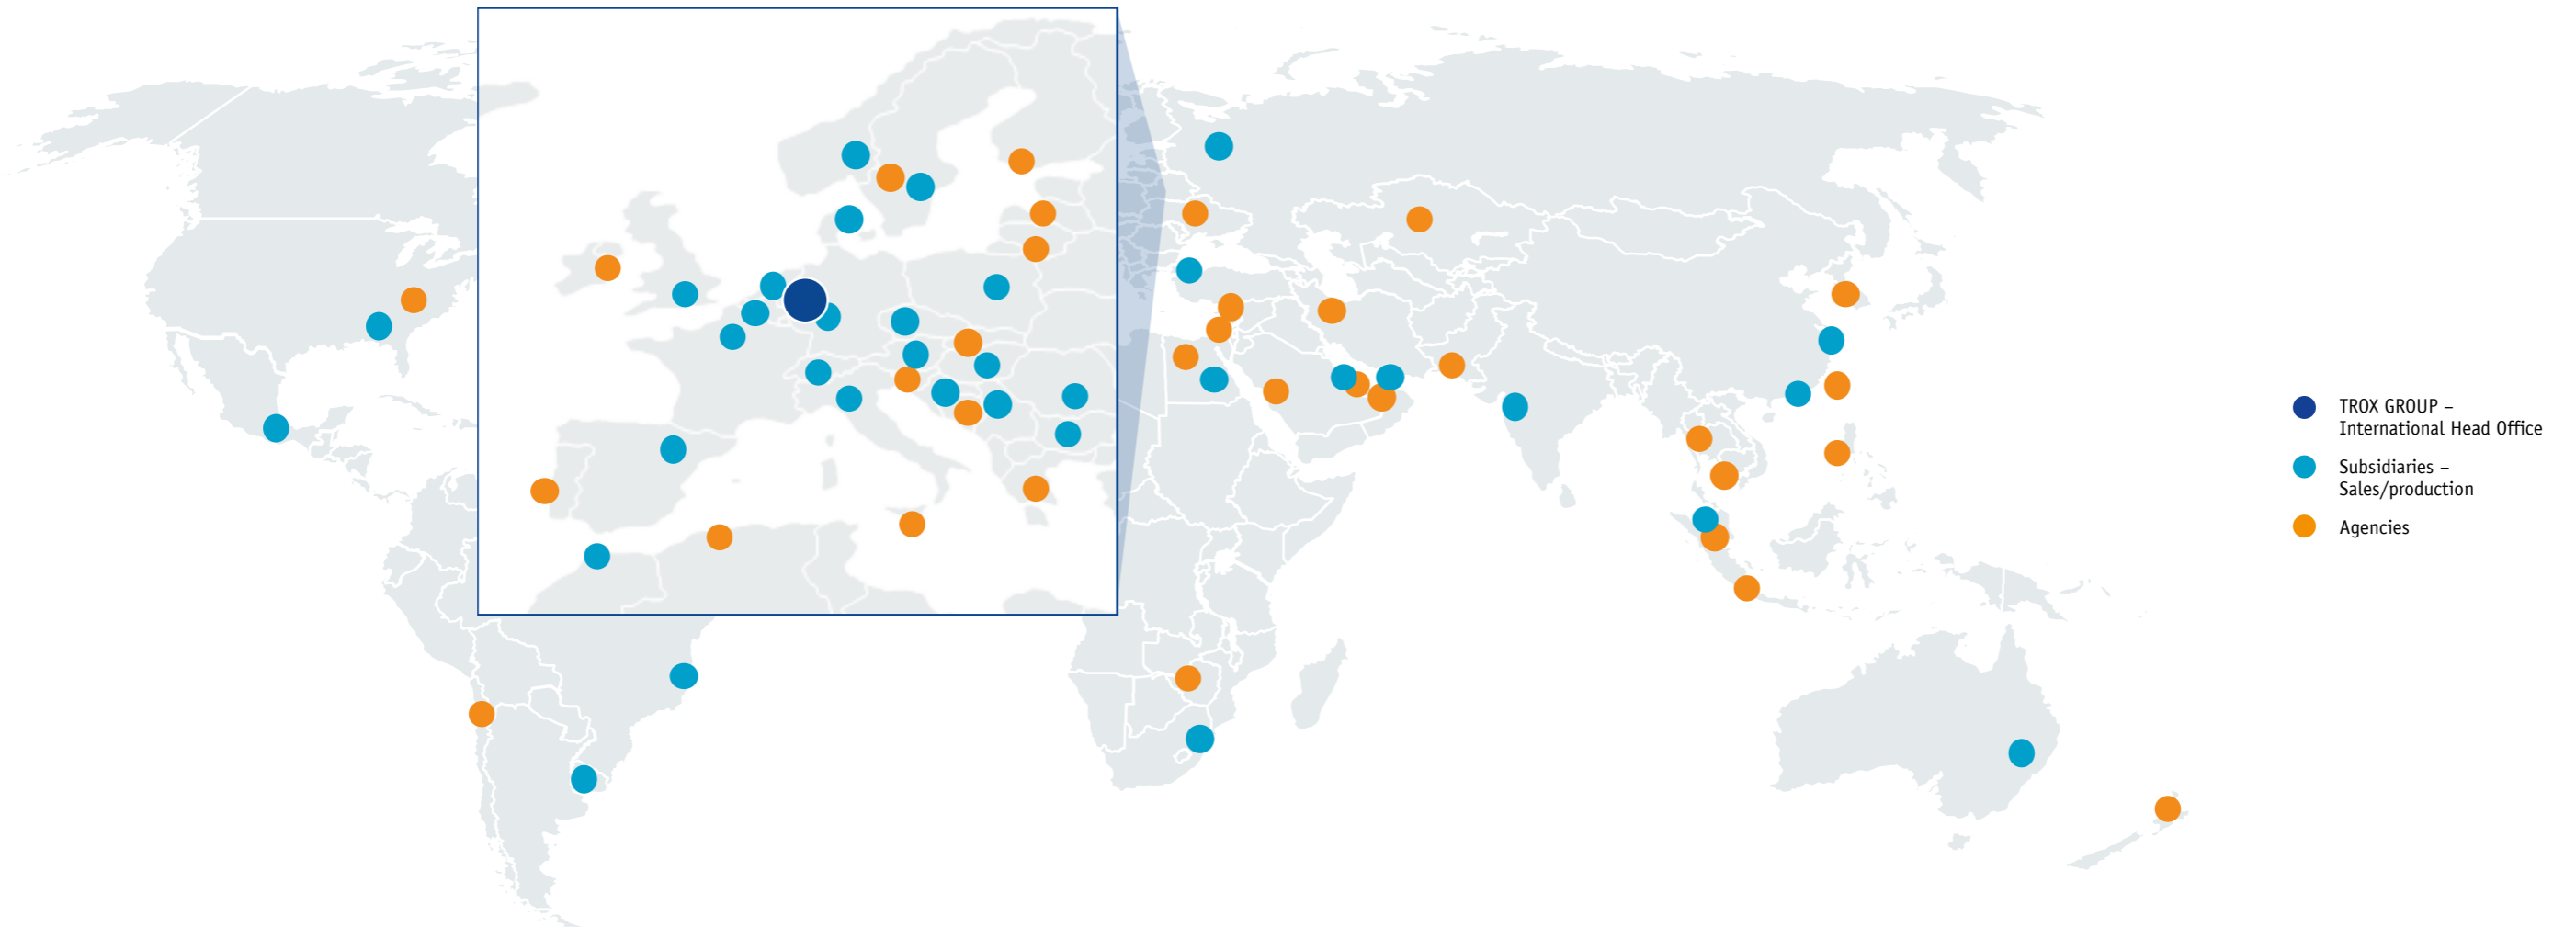 TROX GROUP –
International Head Office
Subsidiaries –
Sales/production
Agencies